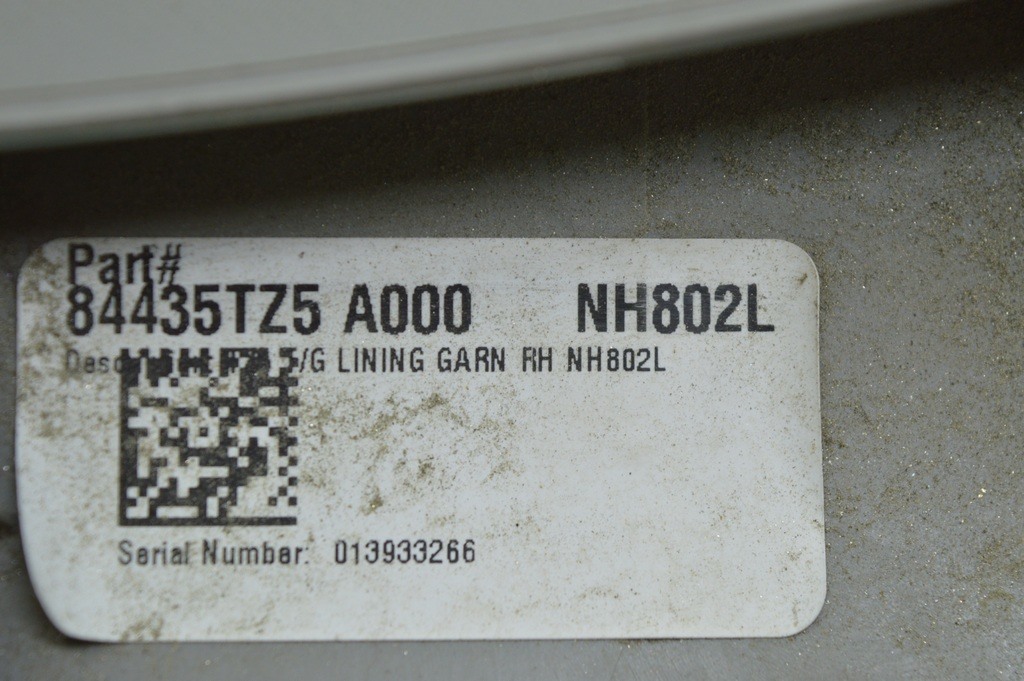 Part#
84435TZ5 A000 NH802L
/G LINING GARN RH NH802L
Serial Number: 013933266